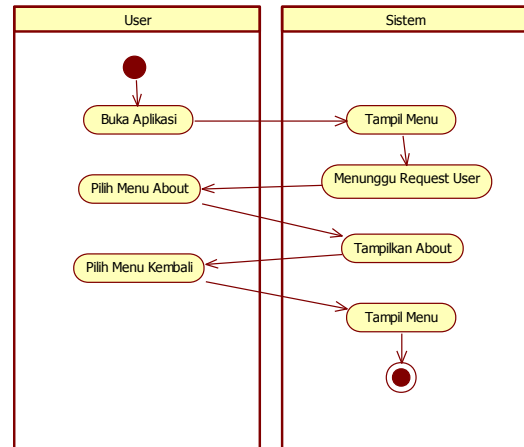 User
Sistem
Buka Aplikasi
Tampil Menu
Menunggu Request User
Pilih Menu About
Tampilkan About
Pilih Menu Kembali
Tampil Menu